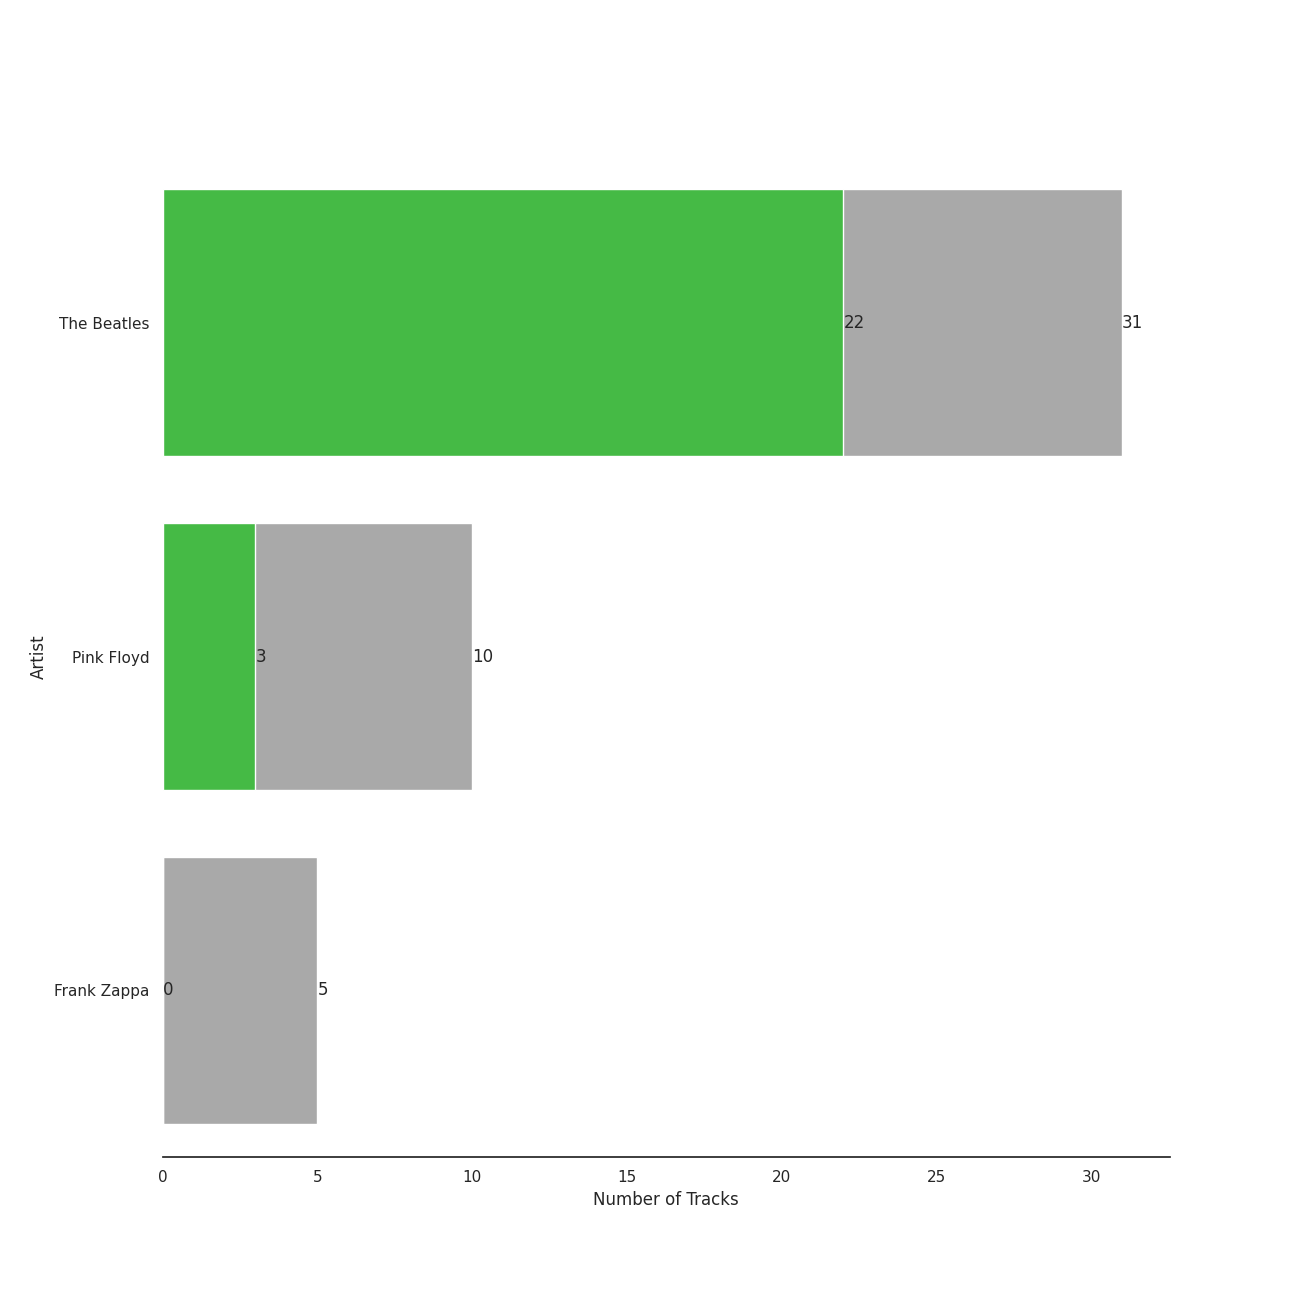 The Beatles 22 31
Artist
Pink Floyd 3 10
Frank Zappa 0 5
0 5 10 15 20 25 30
Number of Tracks